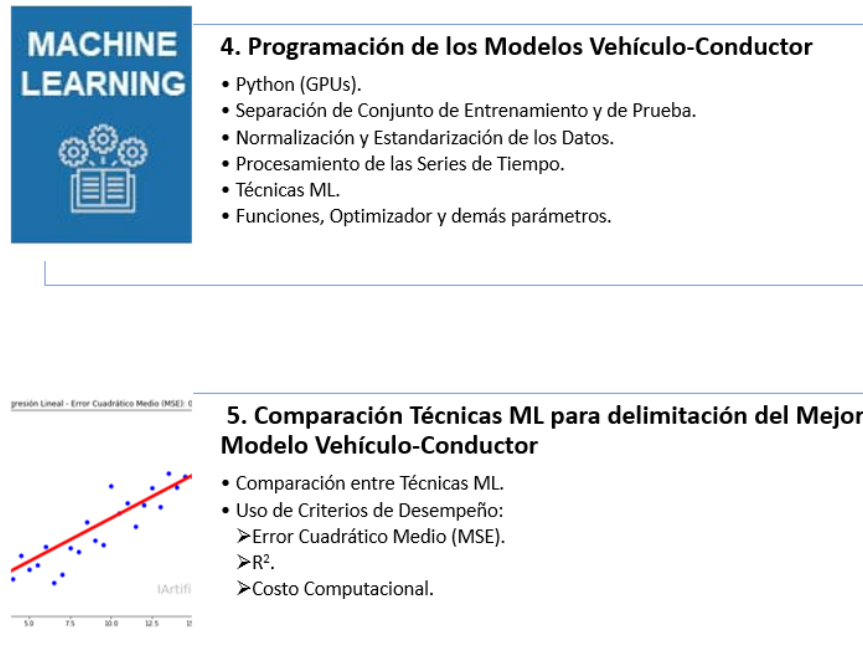 MACHINE
LEARNING
4. Programación de los Modelos Vehículo-Conductor
• Python (GPUs).
• Separación de Conjunto de Entrenamiento y de Prueba.
• Normalización y Estandarización de los Datos.
• Procesamiento de las Series de Tiempo.
• Técnicas ML.
• Funciones, Optimizador y demás parámetros.
gresión Lineal - Error Cuadrático Medio (MSE): 0
5. Comparación Técnicas ML para delimitación del Mejor
Modelo Vehículo-Conductor
• Comparación entre Técnicas ML.
• Uso de Criterios de Desempeño:
➢Error Cuadrático Medio (MSE).
➢R².
➢Costo Computacional.
IArtifi
5.0 7.5 10.0 12.5 15